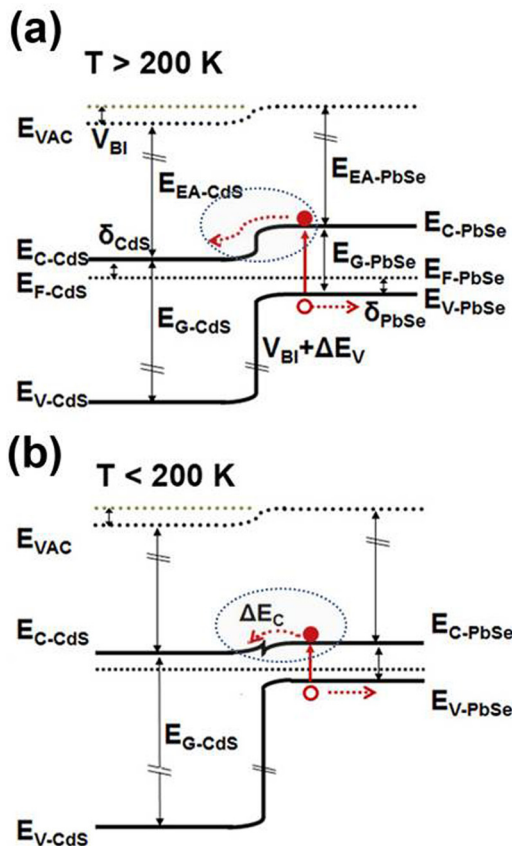 (a)
T > 200 K
E_VAC
V_BI
E_EA-CdS
E_EA-PbSe
δ_CdS
E_C-CdS
E_C-PbSe
E_G-PbSe
E_F-CdS
E_F-PbSe
E_G-CdS
E_V-PbSe
δ_PbSe
V_BI+ΔE_V
E_V-CdS
(b)
T < 200 K
E_VAC
ΔE_C
E_C-CdS
E_C-PbSe
E_G-CdS
E_V-PbSe
E_V-CdS